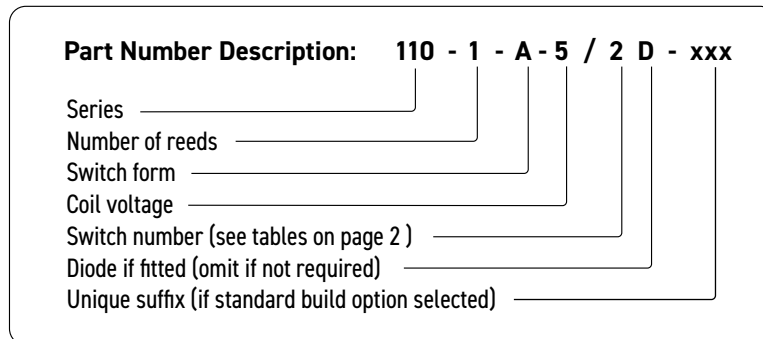 Part Number Description: 110 - 1 - A - 5 / 2 D - xxx
Series
Number of reeds
Switch form
Coil voltage
Switch number (see tables on page 2 )
Diode if fitted (omit if not required)
Unique suffix (if standard build option selected)